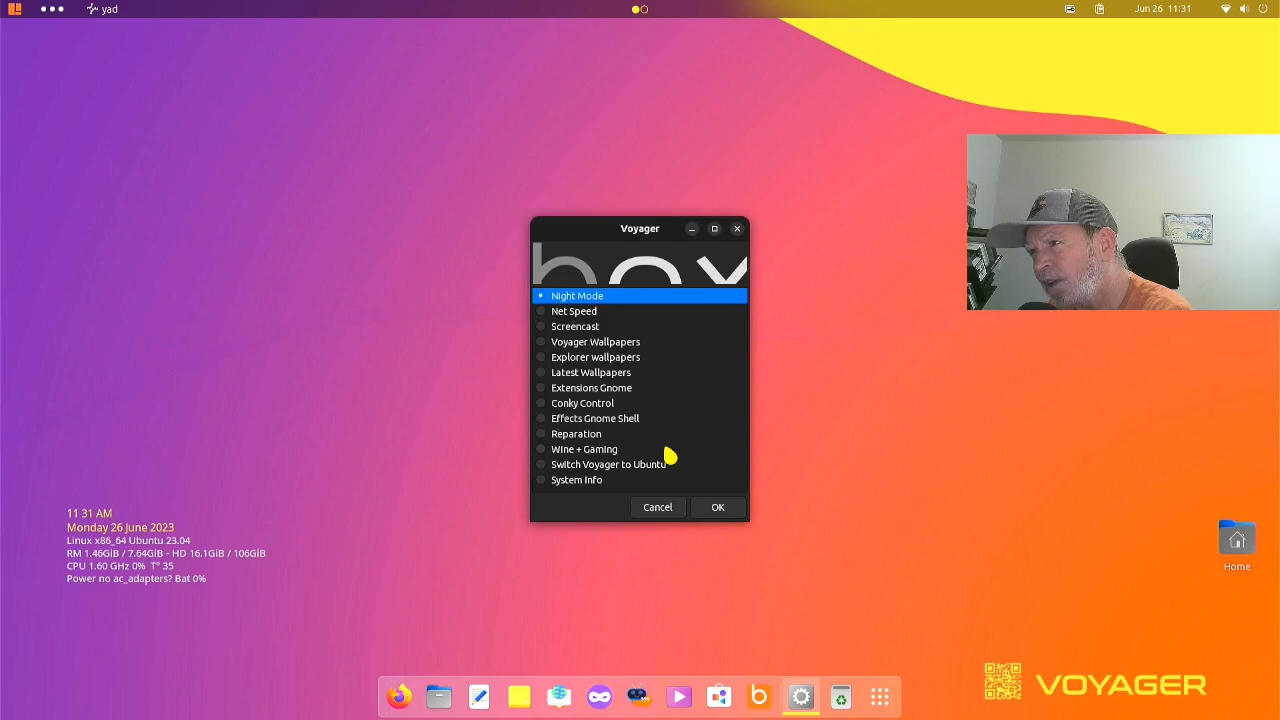 yad
Jun 26 11:31
Voyager
box
Night Mode
Net Speed
Screencast
Voyager Wallpapers
Explorer wallpapers
Latest Wallpapers
Extensions Gnome
Conky Control
Effects Gnome Shell
Reparation
Wine + Gaming
Switch Voyager to Ubuntu
System Info
Cancel OK
11 31 AM
Monday 26 June 2023
Linux x86_64 Ubuntu 23.04
RM 1.46GiB / 7.64GiB - HD 16.1GiB / 106GiB
CPU 1.60 GHz 0% T° 35
Power no ac_adapters? Bat 0%
Home
VOYAGER